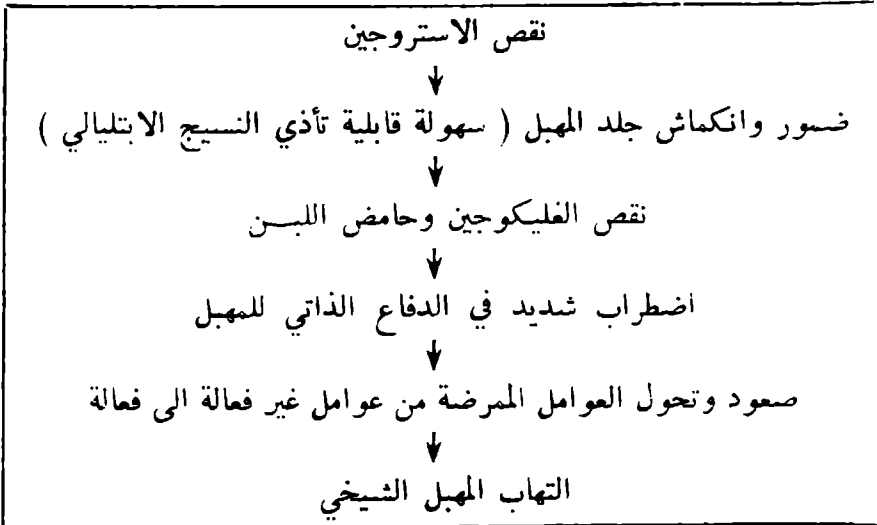 نقص الاستروجين
ضمور وانكماش جلد المهبل ( سهولة قابلية تأذي النسيج الابتليالي )
نقص الغليكوجين وحامض اللبن
اضطراب شديد في الدفاع الذاتي للمهبل
صعود وتحول العوامل الممرضة من عوامل غير فعالة الى فعالة
التهاب المهبل الشيخي